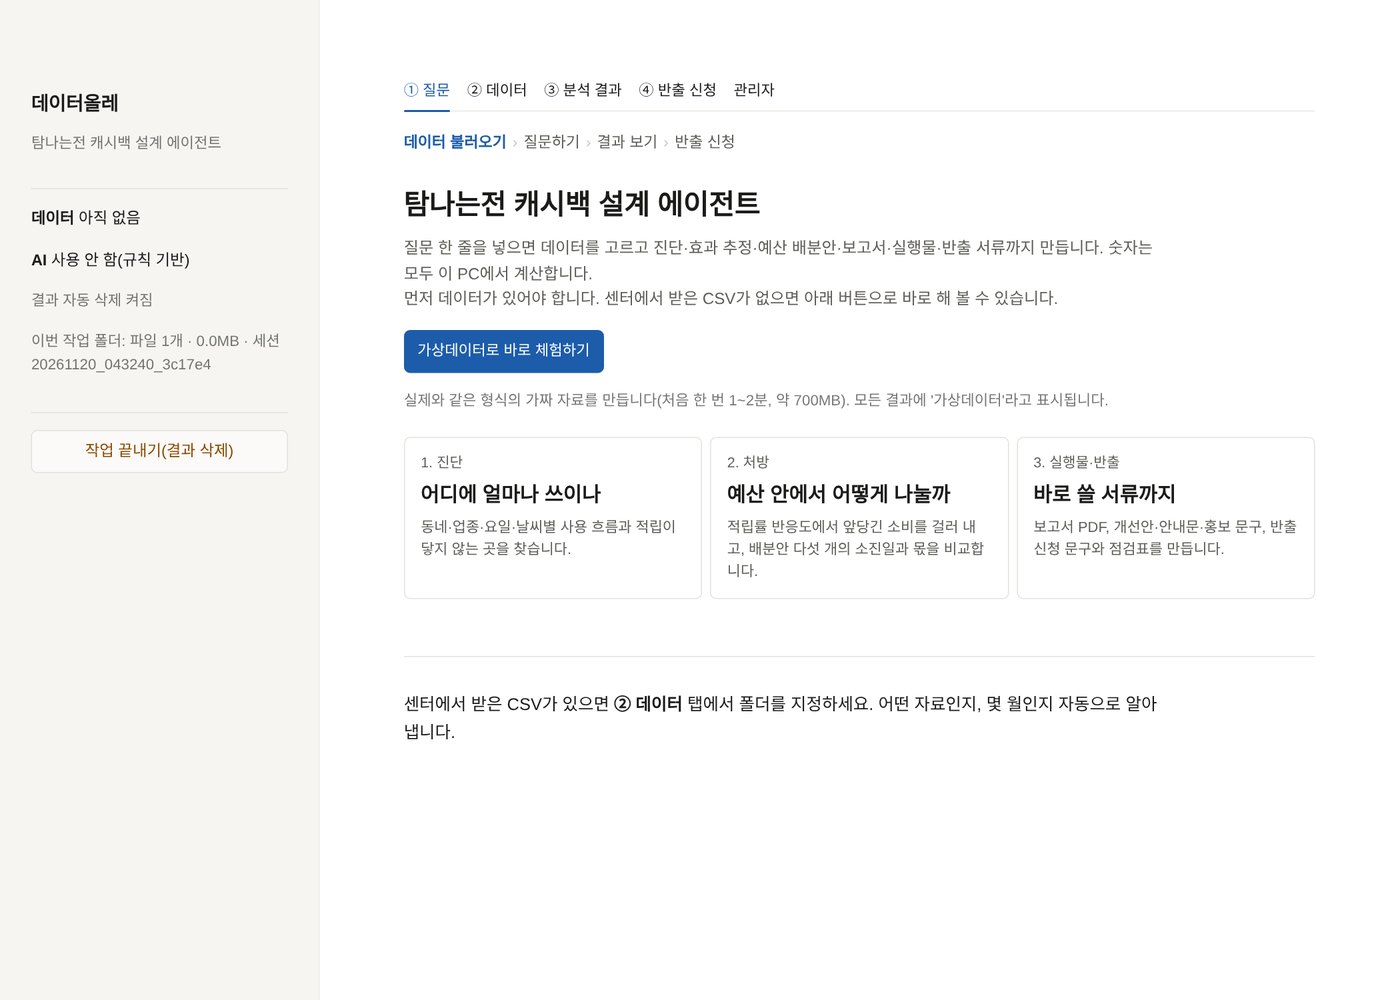 데이터올레
탐나는전 캐시백 설계 에이전트
데이터 아직 없음
AI 사용 안 함(규칙 기반)
결과 자동 삭제 켜짐
이번 작업 폴더: 파일 1개 · 0.0MB · 세션
20261120_043240_3c17e4
작업 끝내기(결과 삭제)
① 질문 ② 데이터 ③ 분석 결과 ④ 반출 신청 관리자
데이터 불러오기 › 질문하기 › 결과 보기 › 반출 신청
탐나는전 캐시백 설계 에이전트
질문 한 줄을 넣으면 데이터를 고르고 진단·효과 추정·예산 배분안·보고서·실행물·반출 서류까지 만듭니다. 숫자는
모두 이 PC에서 계산합니다.
먼저 데이터가 있어야 합니다. 센터에서 받은 CSV가 없으면 아래 버튼으로 바로 해 볼 수 있습니다.
가상데이터로 바로 체험하기
실제와 같은 형식의 가짜 자료를 만듭니다(처음 한 번 1~2분, 약 700MB). 모든 결과에 '가상데이터'라고 표시됩니다.
1. 진단
어디에 얼마나 쓰이나
동네·업종·요일·날씨별 사용 흐름과 적립이
닿지 않는 곳을 찾습니다.
2. 처방
예산 안에서 어떻게 나눌까
적립률 반응도에서 앞당긴 소비를 걸러 내
고, 배분안 다섯 개의 소진일과 몫을 비교합
니다.
3. 실행물·반출
바로 쓸 서류까지
보고서 PDF, 개선안·안내문·홍보 문구, 반출
신청 문구와 점검표를 만듭니다.
센터에서 받은 CSV가 있으면 ② 데이터 탭에서 폴더를 지정하세요. 어떤 자료인지, 몇 월인지 자동으로 알아
냅니다.